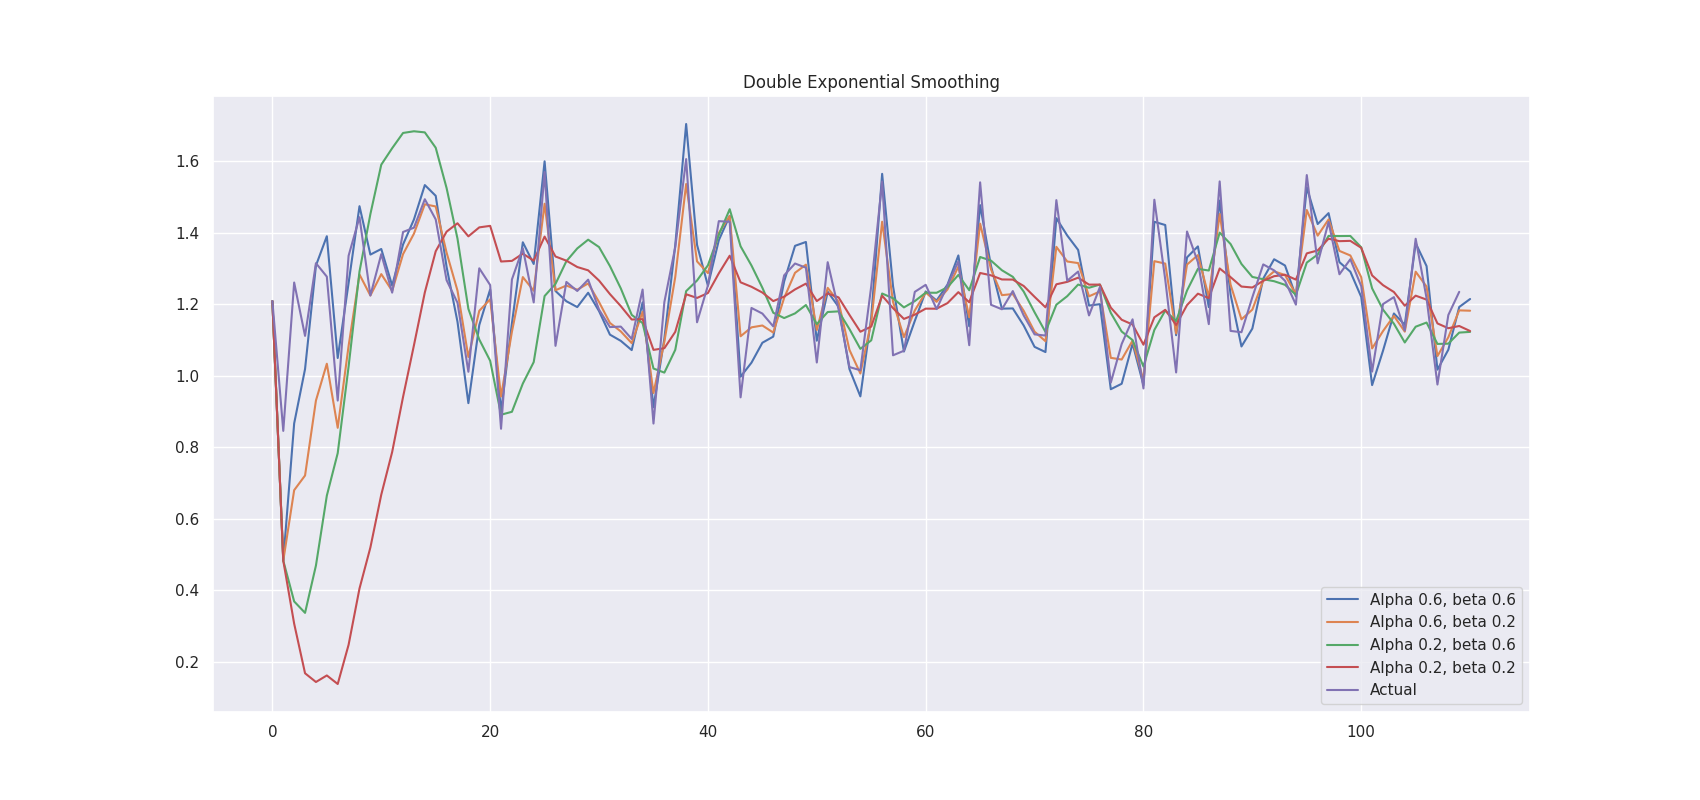 Double Exponential Smoothing
1.6
1.4
1.2
1.0
0.8
0.6
0.4
0.2
0 20 40 60 80 100
Alpha 0.6, beta 0.6
Alpha 0.6, beta 0.2
Alpha 0.2, beta 0.6
Alpha 0.2, beta 0.2
Actual